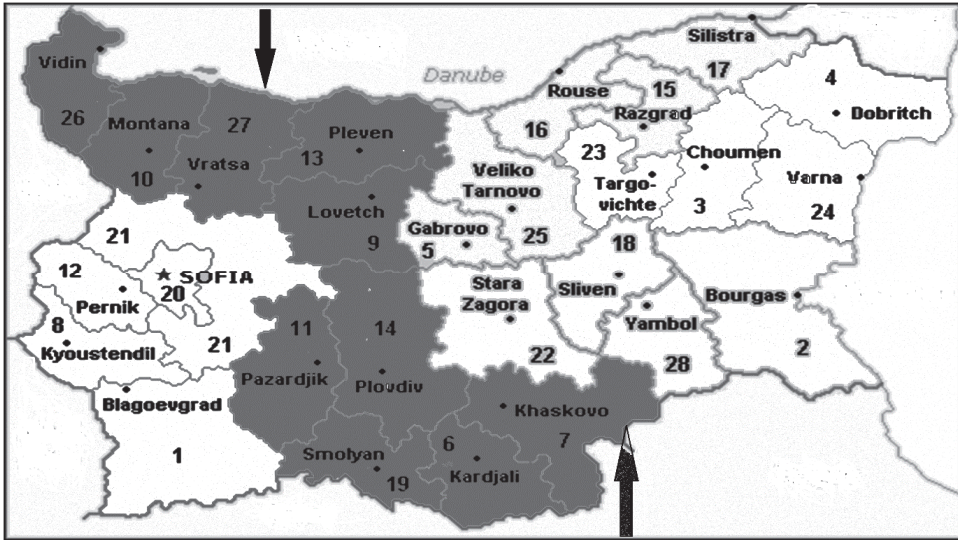 Silistra
Vidin
Danube
17
4
Rouse
15
Dobritch
26
Montana
27
Pleven
Razgrad
16
13
23
Choumen
Vratsa
Veliko
Tarnovo
10
Targo-
vichte
Varna
Lovetch
3
24
Gabrovo
21
9
5
25
18
12
SOFIA
Stara
Zagora
Sliven
Pernik
20
Bourgas
8
11
14
Yambol
Kyoustendil
21
22
28
2
Pazardjik
Plovdiv
Blagoevgrad
Khaskovo
6
7
1
Smolyan
Kardjali
19